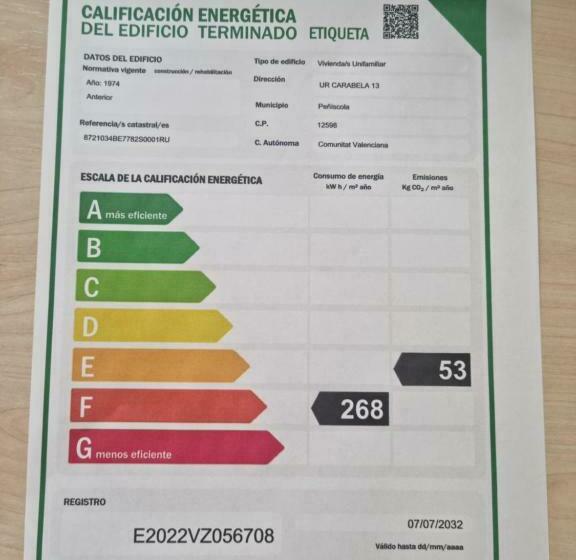 CALIFICACIÓN ENERGÉTICA
DEL EDIFICIO TERMINADO ETIQUETA
DATOS DEL EDIFICIO
Normativa vigente construcción / rehabilitación
Año: 1974
Anterior
Referencia/s catastral/es
8721034BE7782S0001RU
Tipo de edificio Vivienda/s Unifamiliar
Dirección UR CARABELA 13
Municipio Peñíscola
C.P. 12598
C. Autónoma Comunitat Valenciana
ESCALA DE LA CALIFICACIÓN ENERGÉTICA
Consumo de energía
kW h / m² año
Emisiones
Kg CO₂ / m² año
A más eficiente
B
C
D
E 53
F 268
G menos eficiente
REGISTRO
E2022VZ056708
07/07/2032
Válido hasta dd/mm/aaaa